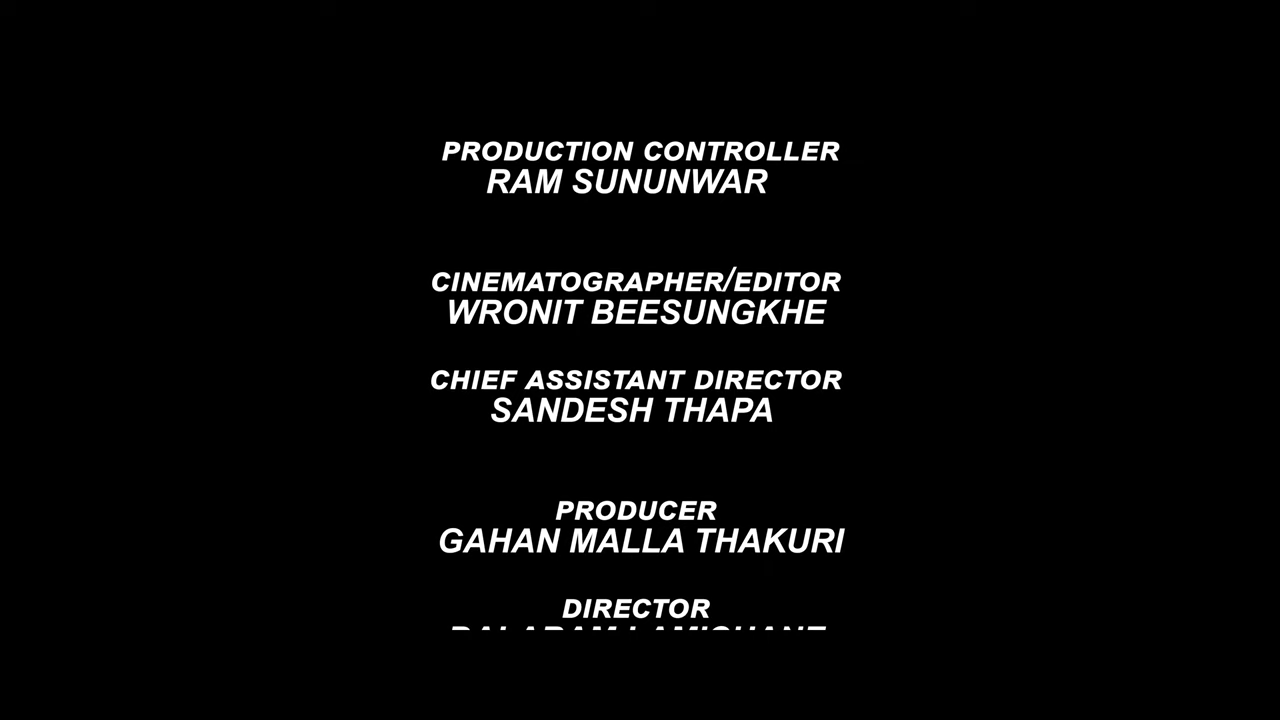 PRODUCTION CONTROLLER
RAM SUNUNWAR
CINEMATOGRAPHER/EDITOR
WRONIT BEESUNGKHE
CHIEF ASSISTANT DIRECTOR
SANDESH THAPA
PRODUCER
GAHAN MALLA THAKURI
DIRECTOR